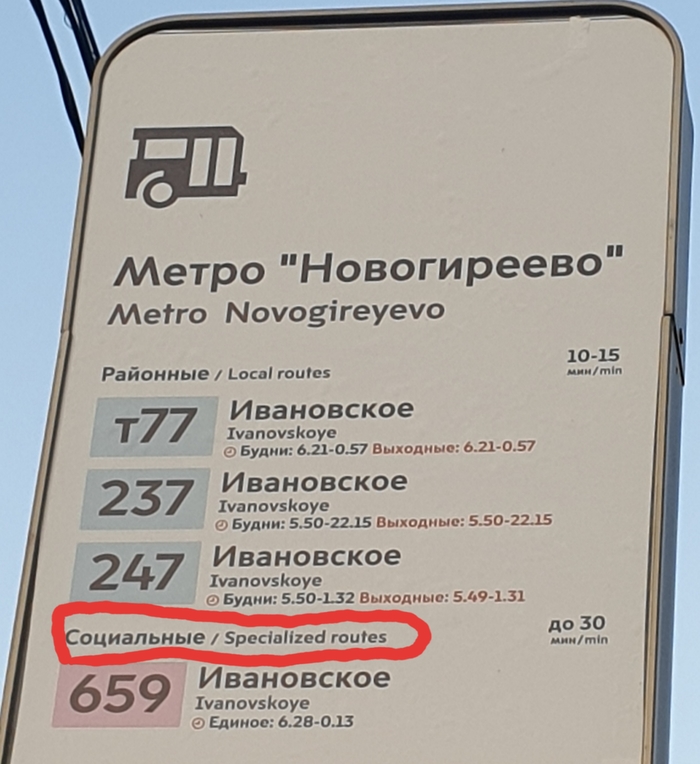 Метро "Новогиреево"
Metro Novogireyevo
Районные / Local routes
10-15
мин/min
т77
Ивановское
Ivanovskoye
Будни: 6.21-0.57 Выходные: 6.21-0.57
237
Ивановское
Ivanovskoye
Будни: 5.50-22.15 Выходные: 5.50-22.15
247
Ивановское
Ivanovskoye
Будни: 5.50-1.32 Выходные: 5.49-1.31
Социальные / Specialized routes
до 30
мин/min
659
Ивановское
Ivanovskoye
Единое: 6.28-0.13